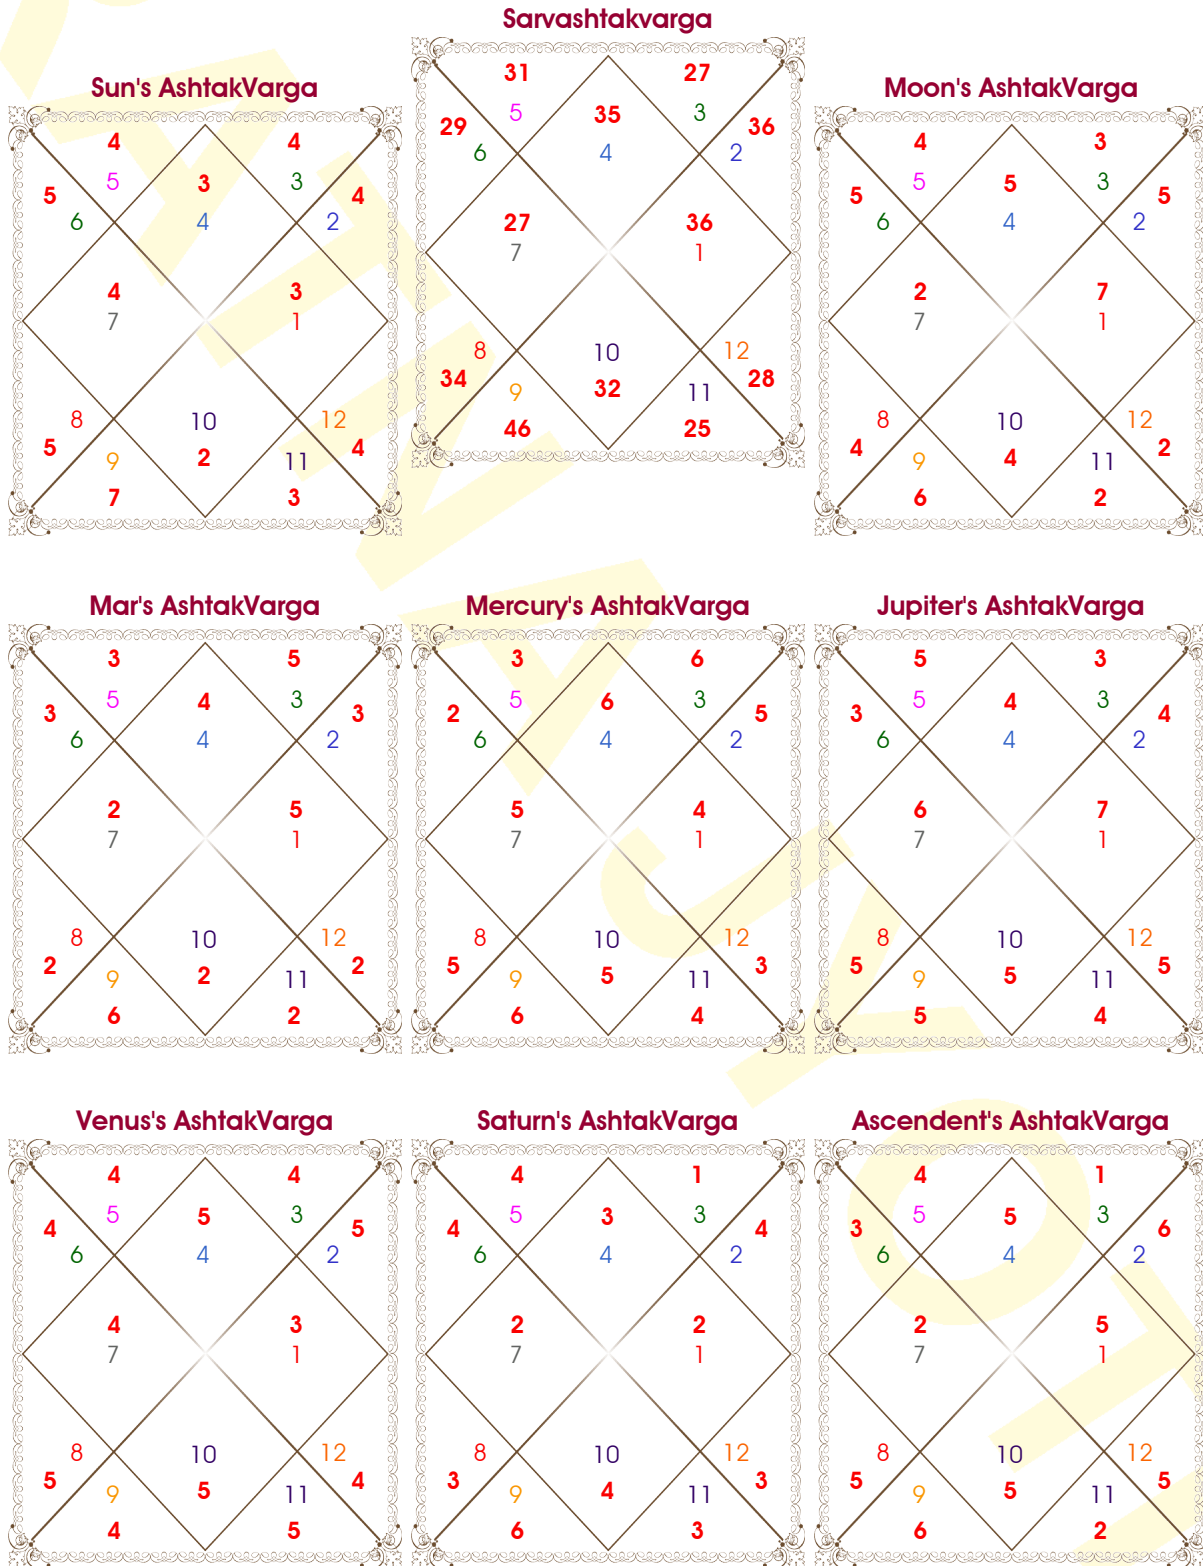 Sarvashtakvarga
31 27
5 35 3
29 36
6 4 2
27 36
7 1
8 10 12
34 32 28
9 11
46 25
Sun's AshtakVarga
4 4
5 3 3
5 4
6 4 2
4 3
7 1
8 10 12
5 2 4
9 11
7 3
Moon's AshtakVarga
4 3
5 5 3
5 5
6 4 2
2 7
7 1
8 10 12
4 4 2
9 11
6 2
Mar's AshtakVarga
3 5
5 4 3
3 3
6 4 2
2 5
7 1
8 10 12
2 2 2
9 11
6 2
Mercury's AshtakVarga
3 6
5 6 3
2 5
6 4 2
5 4
7 1
8 10 12
5 5 3
9 11
6 4
Jupiter's AshtakVarga
5 3
5 4 3
3 4
6 4 2
6 7
7 1
8 10 12
5 5 5
9 11
5 4
Venus's AshtakVarga
4 4
5 5 3
4 5
6 4 2
4 3
7 1
8 10 12
5 5 4
9 11
4 5
Saturn's AshtakVarga
4 1
5 3 3
4 4
6 4 2
2 2
7 1
8 10 12
3 4 3
9 11
6 3
Ascendent's AshtakVarga
4 1
5 5 3
3 6
6 4 2
2 5
7 1
8 10 12
5 5 5
9 11
6 2